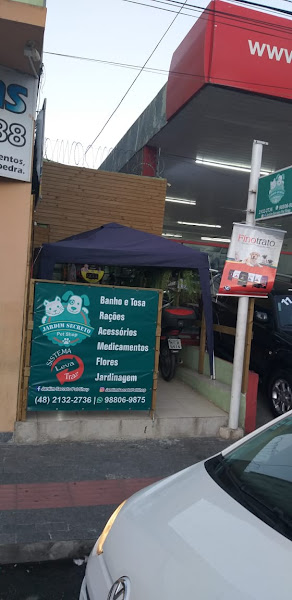 www.
as
88
entos,
pedra.
JARDIM SECRETO
Pet Shop
Banho e Tosa
Rações
Acessórios
Medicamentos
Flores
Jardinagem
SISTEMA
Leva
Traz
(48) 2132-2736 | 98806-9875
Finotrato